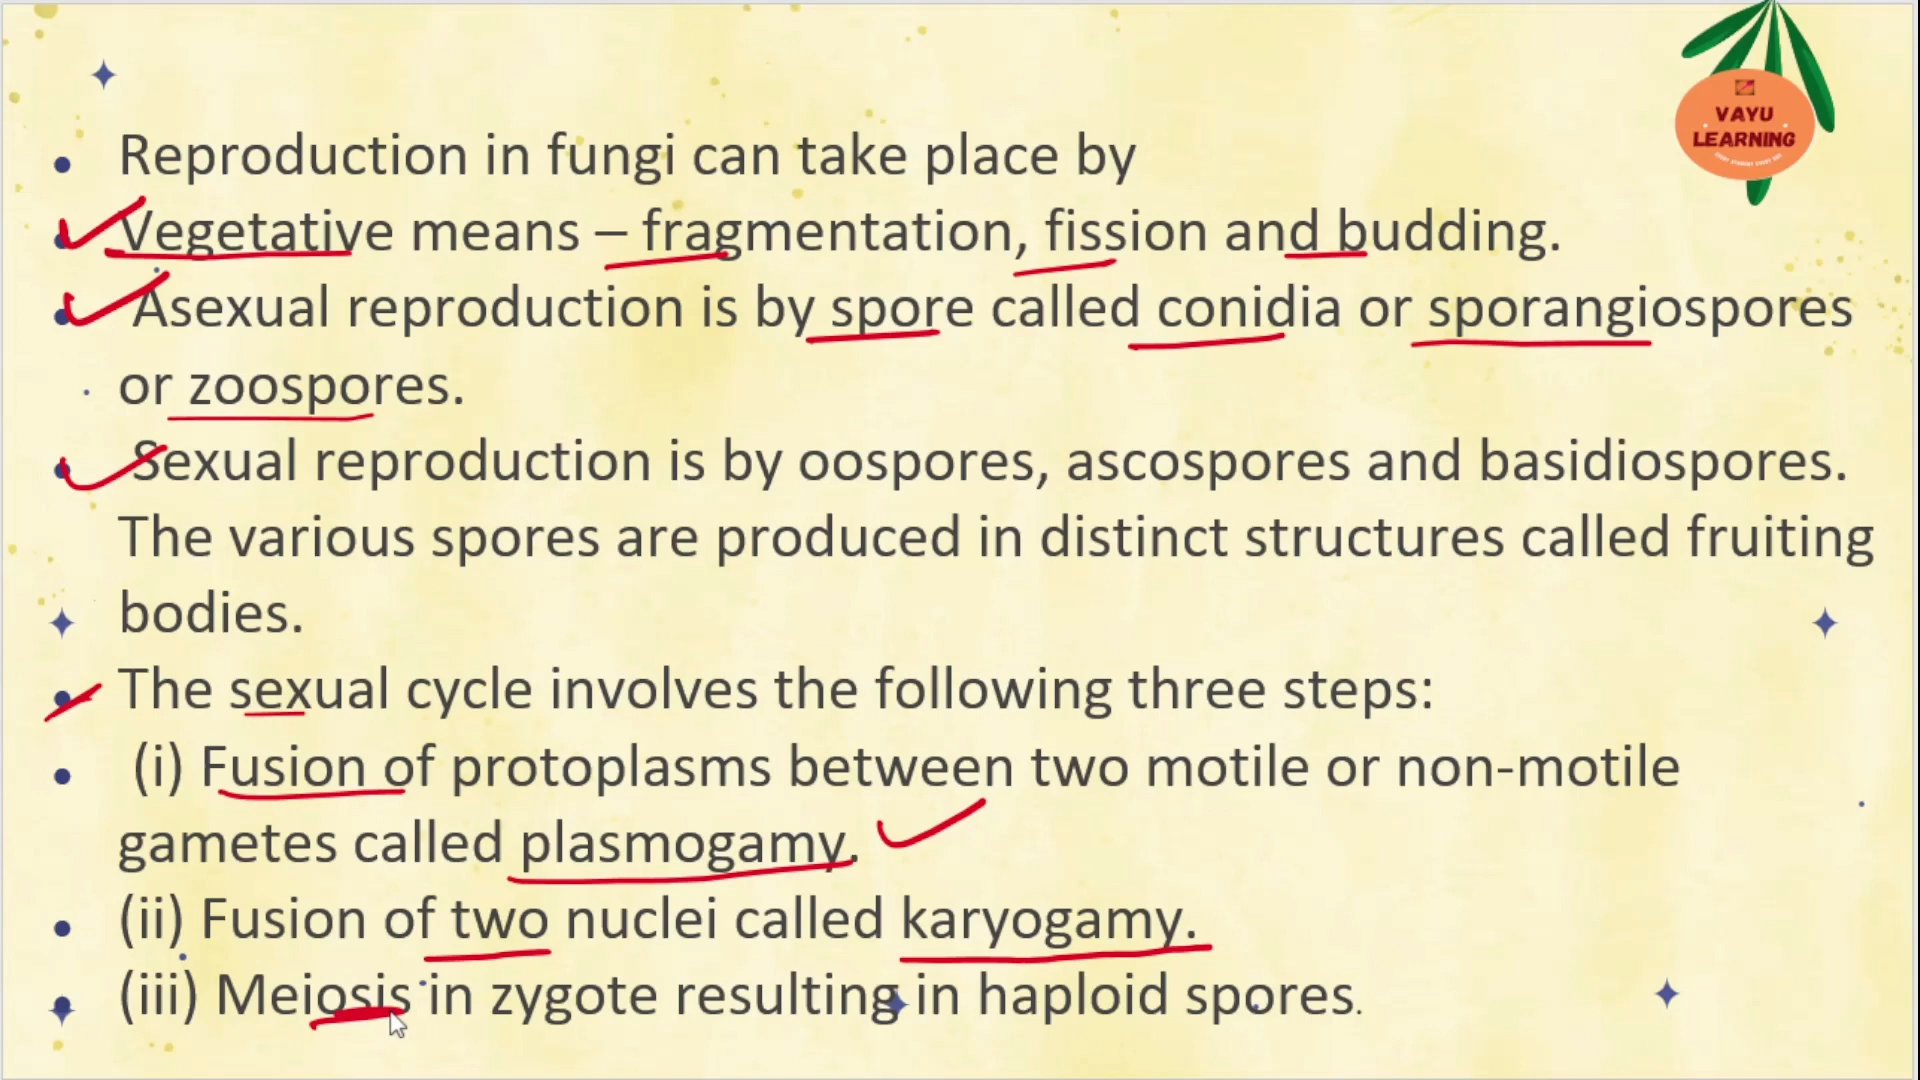 VAYU
LEARNING
Reproduction in fungi can take place by
Vegetative means – fragmentation, fission and budding.
Asexual reproduction is by spore called conidia or sporangiospores
or zoospores.
Sexual reproduction is by oospores, ascospores and basidiospores.
The various spores are produced in distinct structures called fruiting
bodies.
The sexual cycle involves the following three steps:
(i) Fusion of protoplasms between two motile or non-motile
gametes called plasmogamy.
(ii) Fusion of two nuclei called karyogamy.
(iii) Meiosis in zygote resulting in haploid spores.